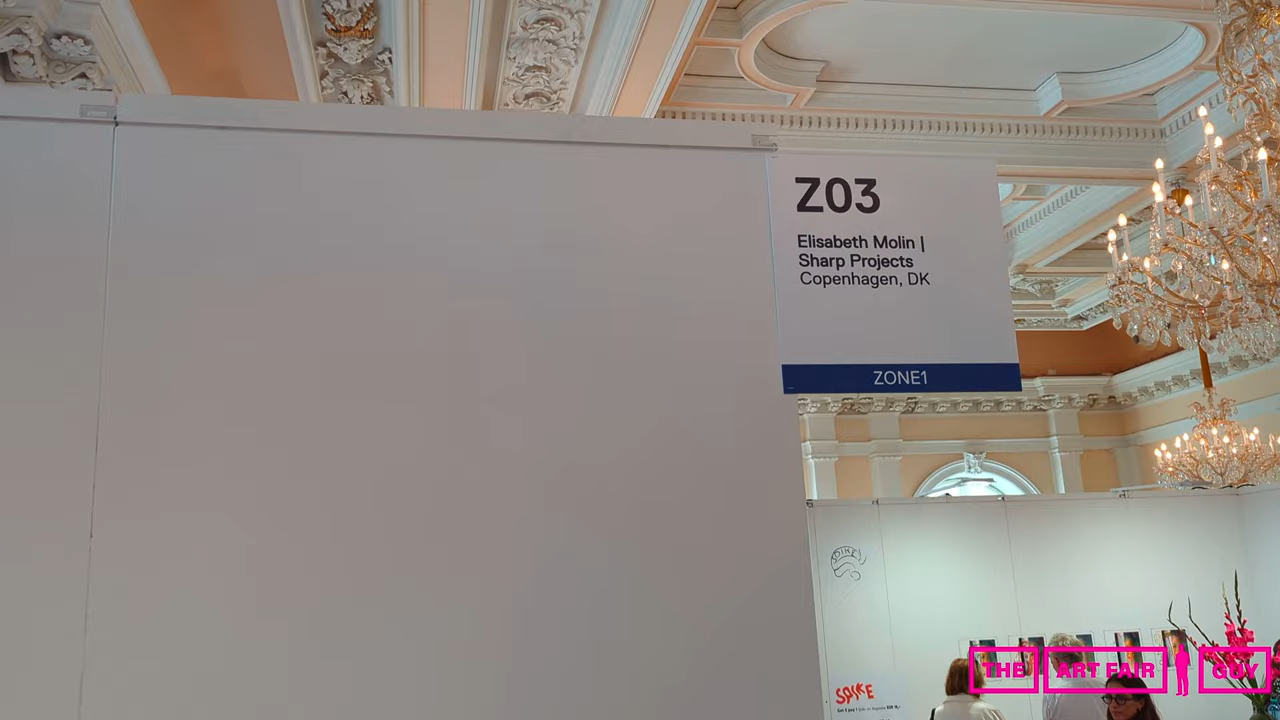 Z03
Elisabeth Molin |
Sharp Projects
Copenhagen, DK
ZONE1
SPIKE
THE ART FAIR GUY